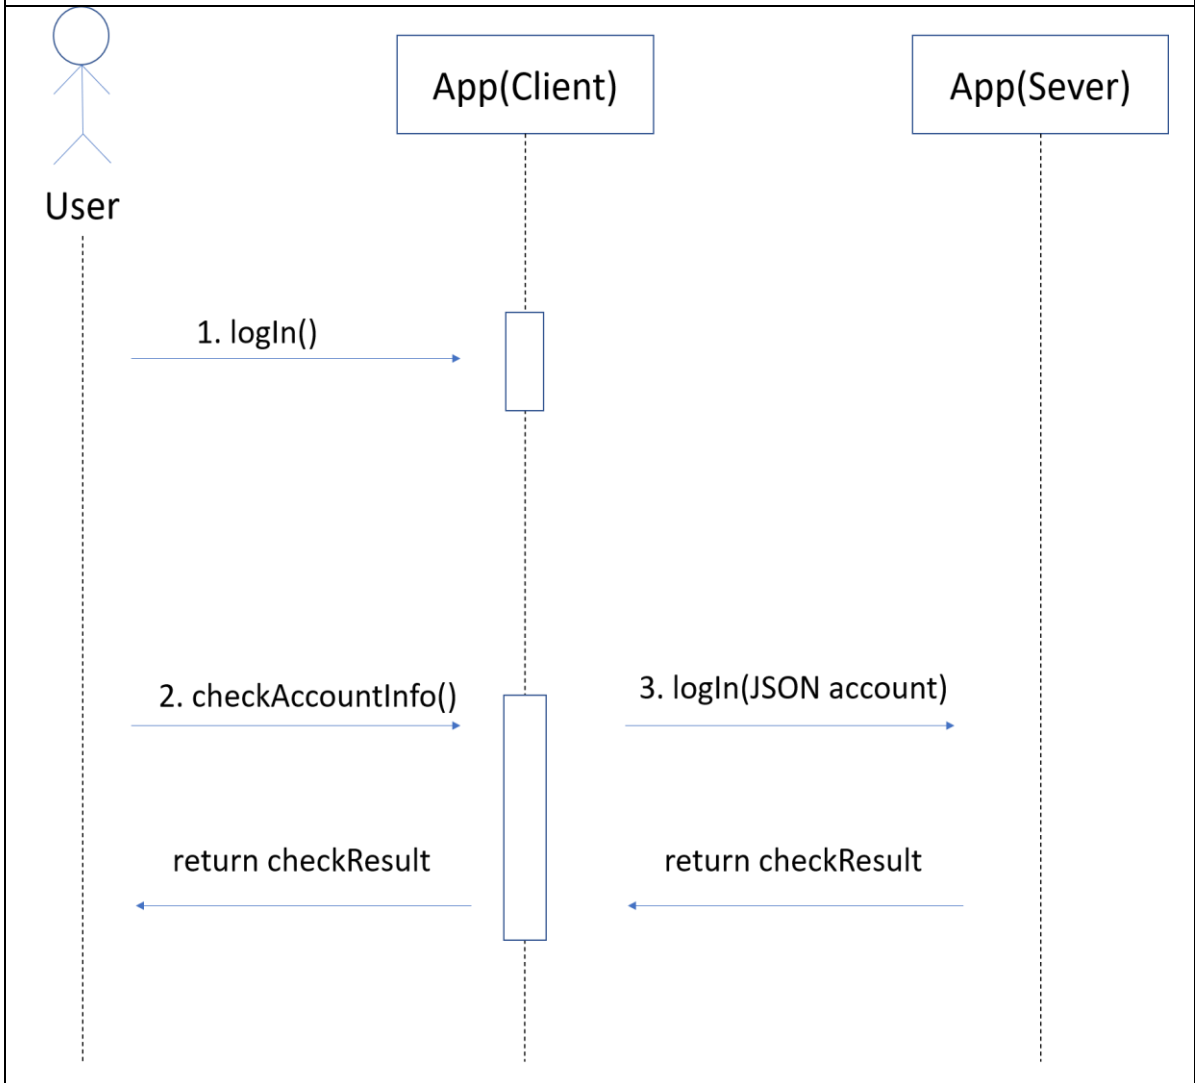 App(Client)
App(Sever)
User
1. logIn()
2. checkAccountInfo()
3. logIn(JSON account)
return checkResult
return checkResult